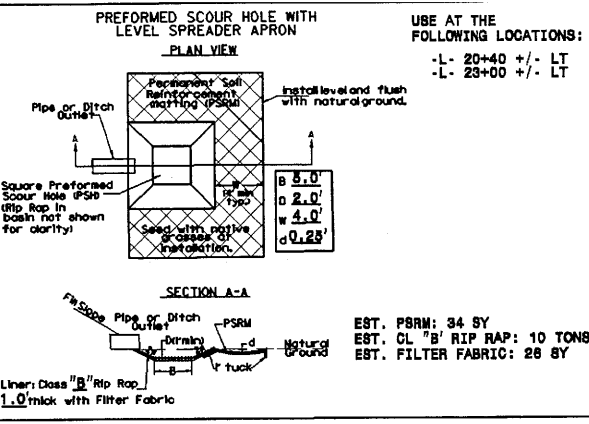 PREFORMED SCOUR HOLE WITH
LEVEL SPREADER APRON
PLAN VIEW
USE AT THE
FOLLOWING LOCATIONS:
-L- 20+40 +/- LT
-L- 23+00 +/- LT
Permanent Soil
Reinforcement
matting (PSRM)
Install level and flush
with natural ground.
Pipe or Ditch
Outlet
A
A
Square Preformed
Scour Hole (PSH)
(Rip Rap in
basin not shown
for clarity)
min
typ.)
B 3.0'
D 2.0'
W 4.0'
d 0.25'
Seed with native
grasses at
installation.
SECTION A-A
Fill Slope
Pipe or Ditch
Outlet
PSRM
d
Natural
Ground
B
1' tuck
Liner: Class "B" Rip Rap
1.0' thick with Filter Fabric
EST. PSRM: 34 SY
EST. CL "B" RIP RAP: 10 TONS
EST. FILTER FABRIC: 26 SY